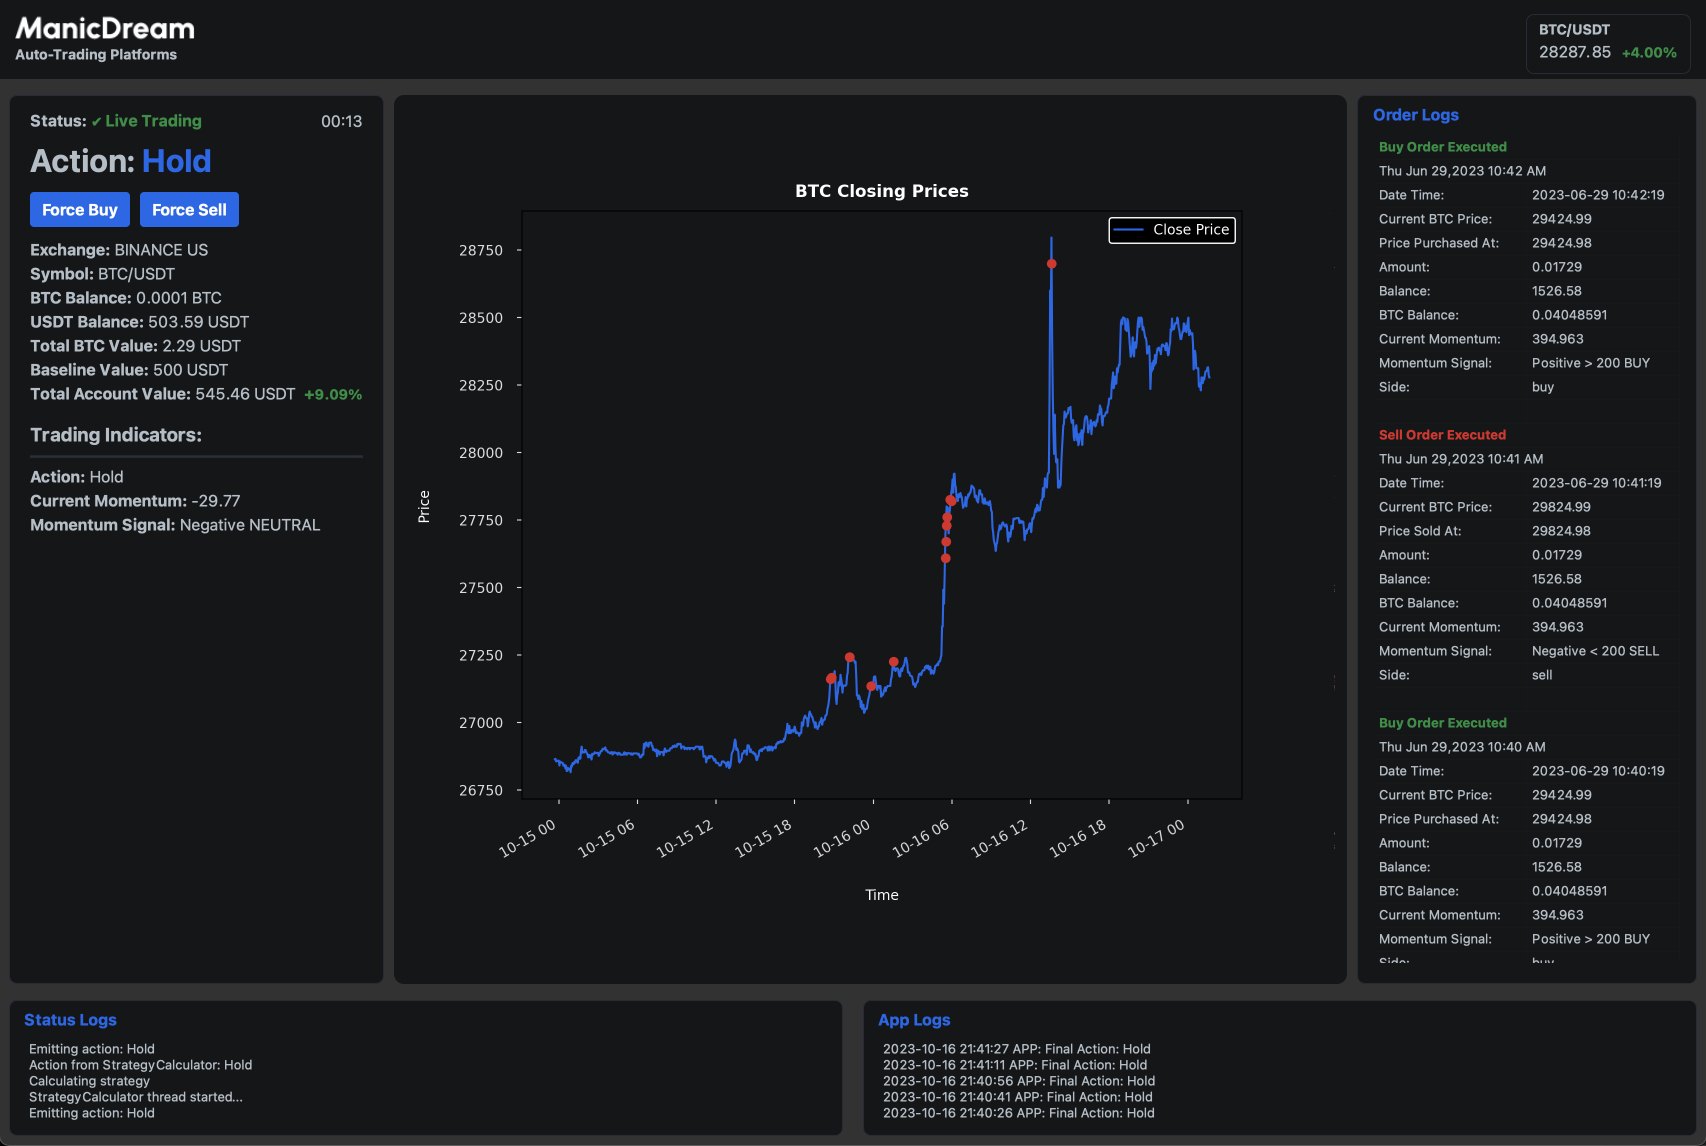 ManicDream
Auto-Trading Platforms
BTC/USDT
28287.85 +4.00%
Status: ✔ Live Trading 00:13
Action: Hold
Force Buy Force Sell
Exchange: BINANCE US
Symbol: BTC/USDT
BTC Balance: 0.0001 BTC
USDT Balance: 503.59 USDT
Total BTC Value: 2.29 USDT
Baseline Value: 500 USDT
Total Account Value: 545.46 USDT +9.09%
Trading Indicators:
Action: Hold
Current Momentum: -29.77
Momentum Signal: Negative NEUTRAL
BTC Closing Prices
Close Price
28750
28500
28250
28000
27750
27500
27250
27000
26750
Price
10-15 00
10-15 06
10-15 12
10-15 18
10-16 00
10-16 06
10-16 12
10-16 18
10-17 00
Time
Order Logs
Buy Order Executed
Thu Jun 29,2023 10:42 AM
Date Time: 2023-06-29 10:42:19
Current BTC Price: 29424.99
Price Purchased At: 29424.98
Amount: 0.01729
Balance: 1526.58
BTC Balance: 0.04048591
Current Momentum: 394.963
Momentum Signal: Positive > 200 BUY
Side: buy
Sell Order Executed
Thu Jun 29,2023 10:41 AM
Date Time: 2023-06-29 10:41:19
Current BTC Price: 29824.99
Price Sold At: 29824.98
Amount: 0.01729
Balance: 1526.58
BTC Balance: 0.04048591
Current Momentum: 394.963
Momentum Signal: Negative < 200 SELL
Side: sell
Buy Order Executed
Thu Jun 29,2023 10:40 AM
Date Time: 2023-06-29 10:40:19
Current BTC Price: 29424.99
Price Purchased At: 29424.98
Amount: 0.01729
Balance: 1526.58
BTC Balance: 0.04048591
Current Momentum: 394.963
Momentum Signal: Positive > 200 BUY
Side: buy
Status Logs
Emitting action: Hold
Action from StrategyCalculator: Hold
Calculating strategy
StrategyCalculator thread started...
Emitting action: Hold
App Logs
2023-10-16 21:41:27 APP: Final Action: Hold
2023-10-16 21:41:11 APP: Final Action: Hold
2023-10-16 21:40:56 APP: Final Action: Hold
2023-10-16 21:40:41 APP: Final Action: Hold
2023-10-16 21:40:26 APP: Final Action: Hold